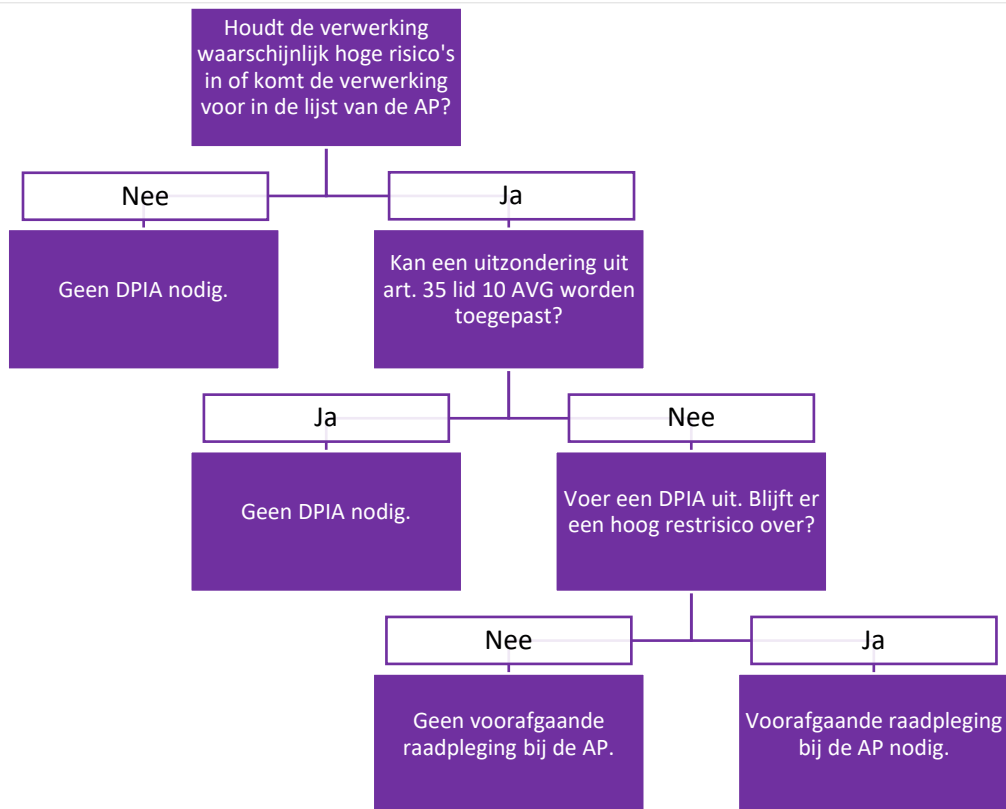 Houdt de verwerking
waarschijnlijk hoge risico's
in of komt de verwerking
voor in de lijst van de AP?
Nee
Ja
Geen DPIA nodig.
Kan een uitzondering uit
art. 35 lid 10 AVG worden
toegepast?
Ja
Nee
Geen DPIA nodig.
Voer een DPIA uit. Blijft er
een hoog restrisico over?
Nee
Ja
Geen voorafgaande
raadpleging bij de AP.
Voorafgaande raadpleging
bij de AP nodig.